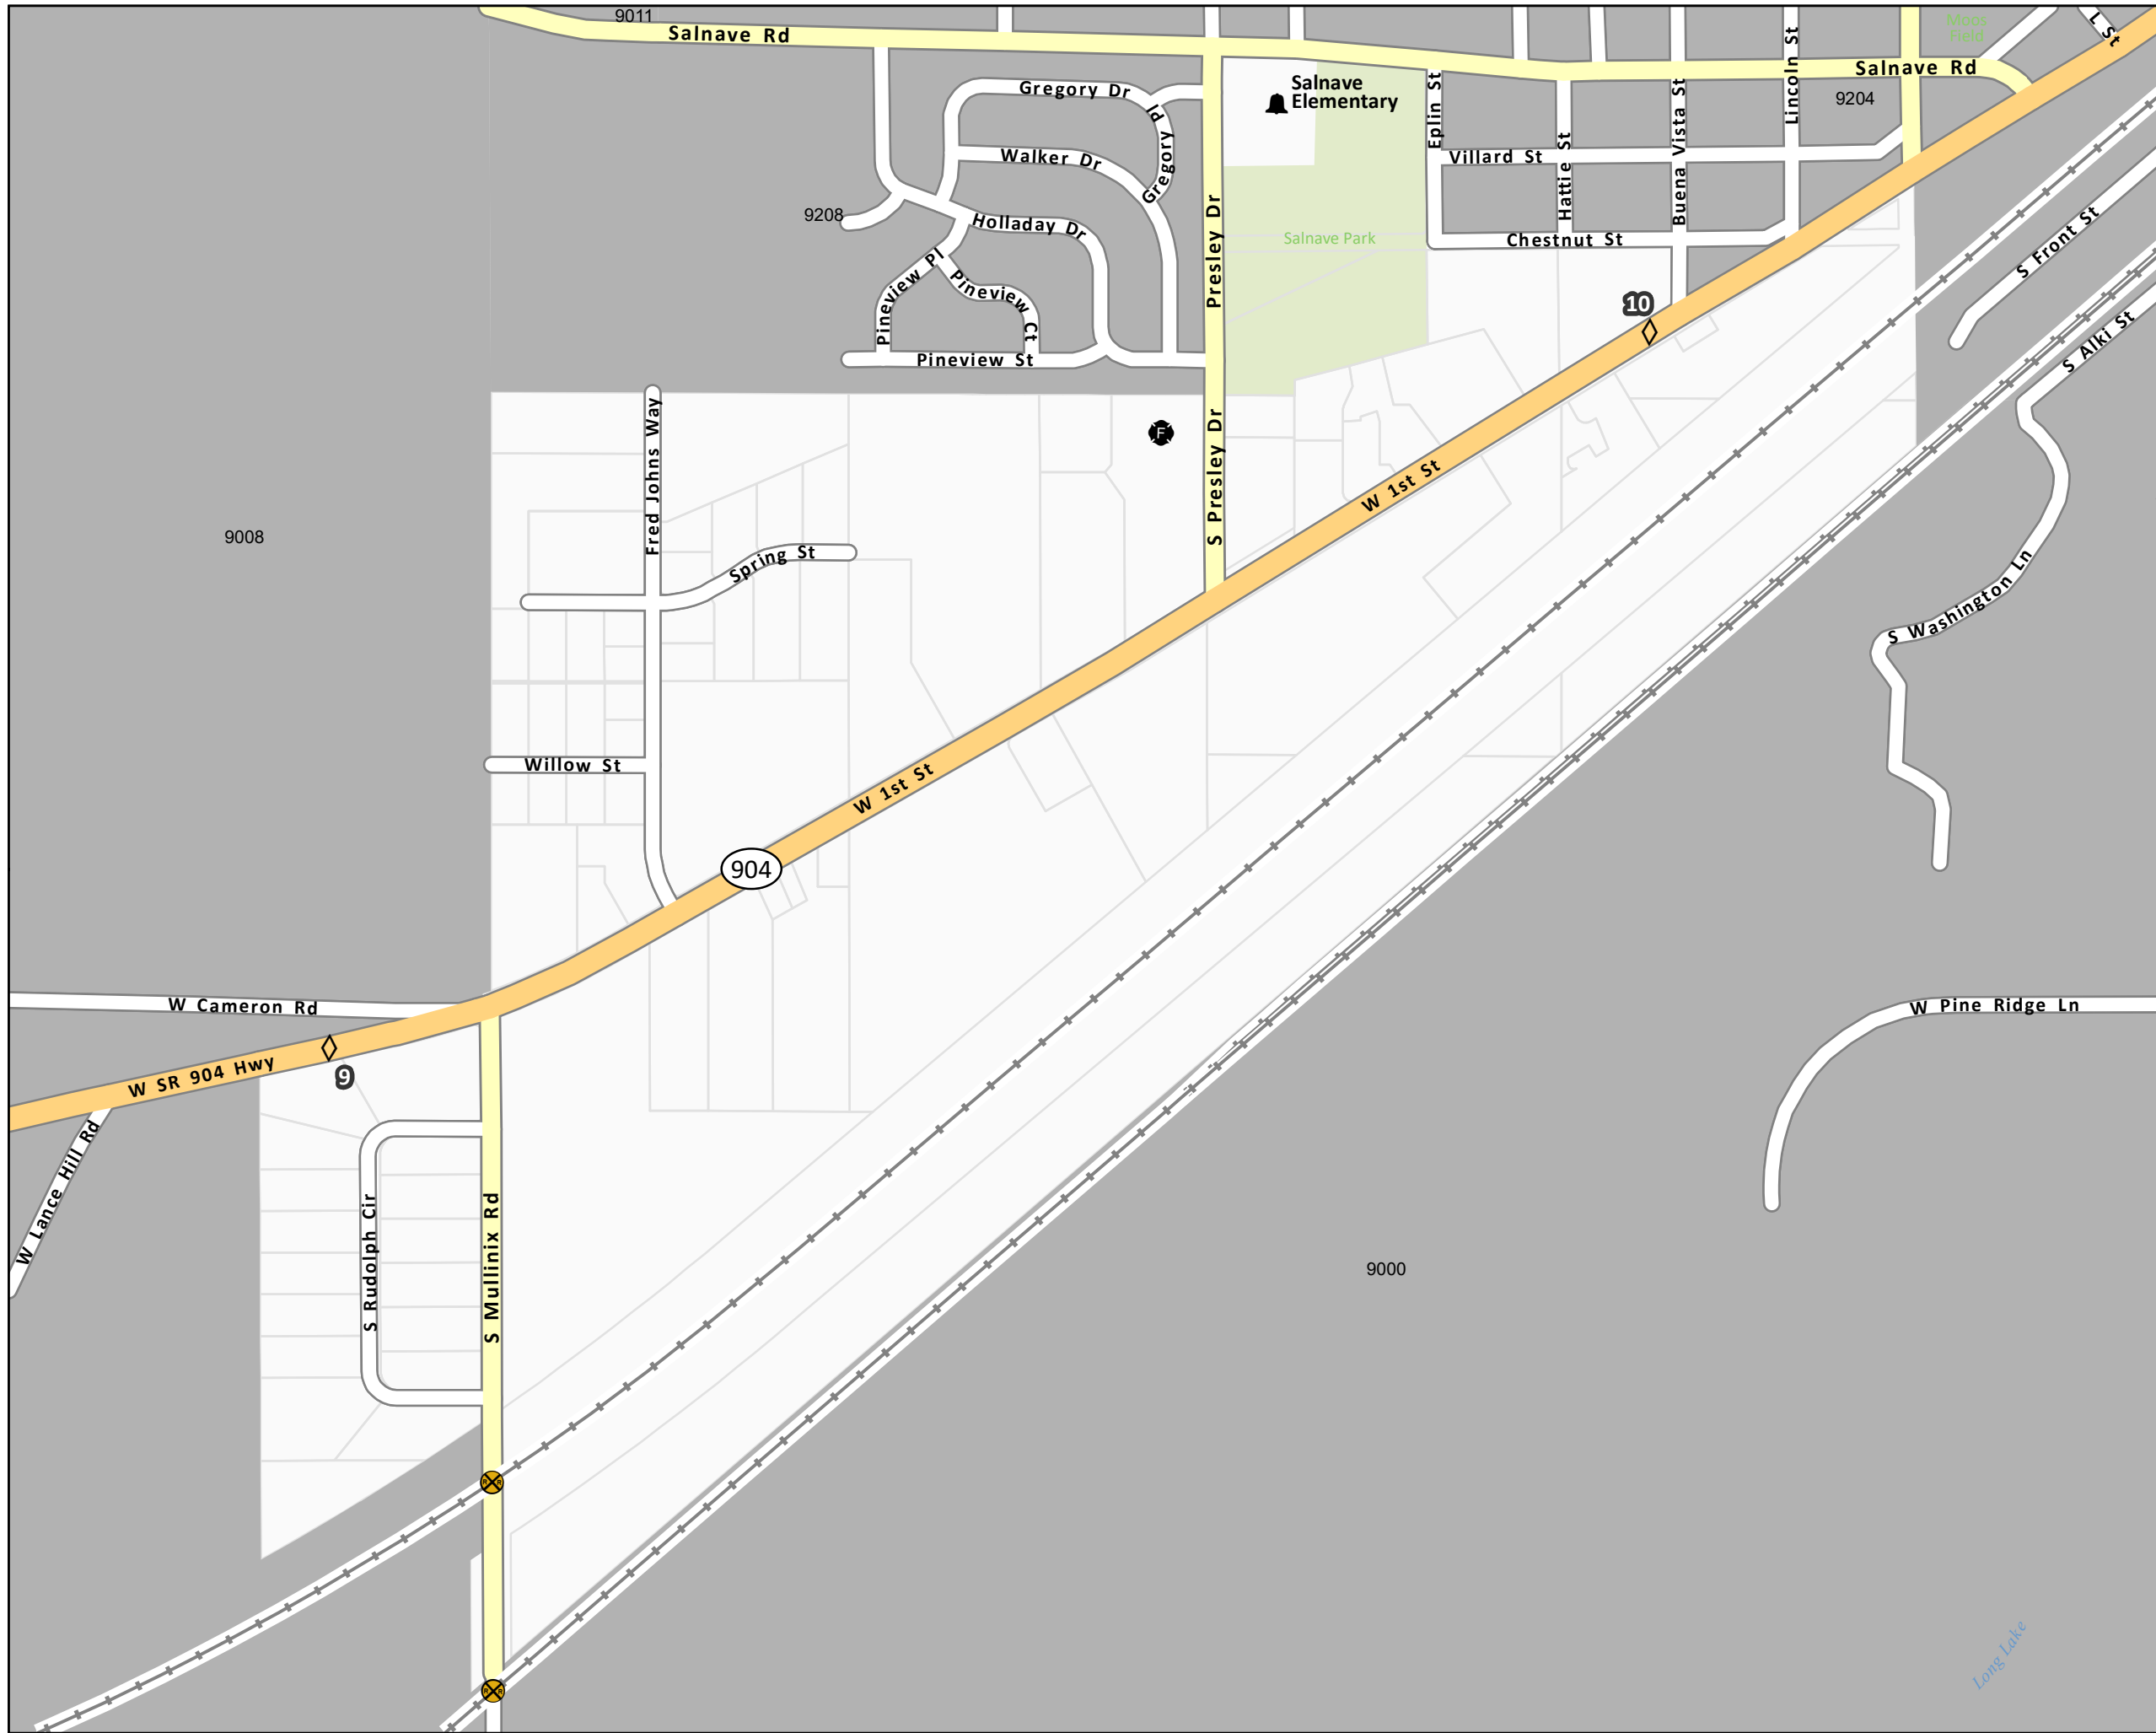 9011
Salnave Rd
L St
Moos
Field
Salnave Rd
9204
Lincoln St
Salnave
Elementary
Eplin St
Gregory Dr
Gregory Pl
Buena Vista St
Hattie St
Villard St
Walker Dr
9208
Holladay Dr
Presley Dr
Salnave Park
Chestnut St
S Front St
Pineview Pl
Pineview Ct
10
S Alki St
Pineview St
Fred Johns Way
F
S Presley Dr
W 1st St
9008
Spring St
S Washington Ln
Willow St
W 1st St
904
W Cameron Rd
W Pine Ridge Ln
W SR 904 Hwy
9
W Lance Hill Rd
S Rudolph Cir
S Mullinix Rd
9000
R R
R R
Long Lake